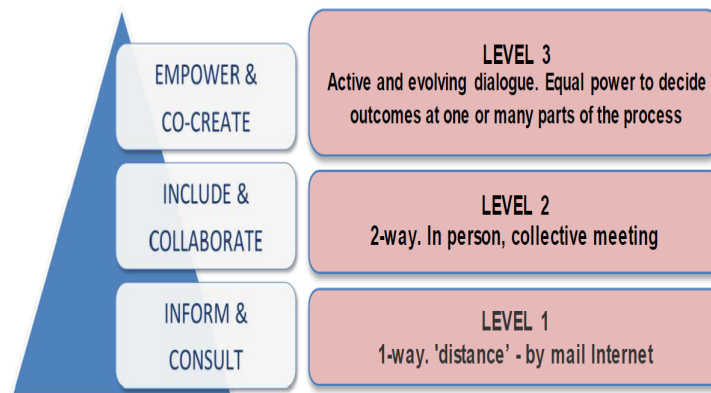 EMPOWER &
CO-CREATE
LEVEL 3
Active and evolving dialogue. Equal power to decide
outcomes at one or many parts of the process
INCLUDE &
COLLABORATE
LEVEL 2
2-way. In person, collective meeting
INFORM &
CONSULT
LEVEL 1
1-way. 'distance’ - by mail Internet